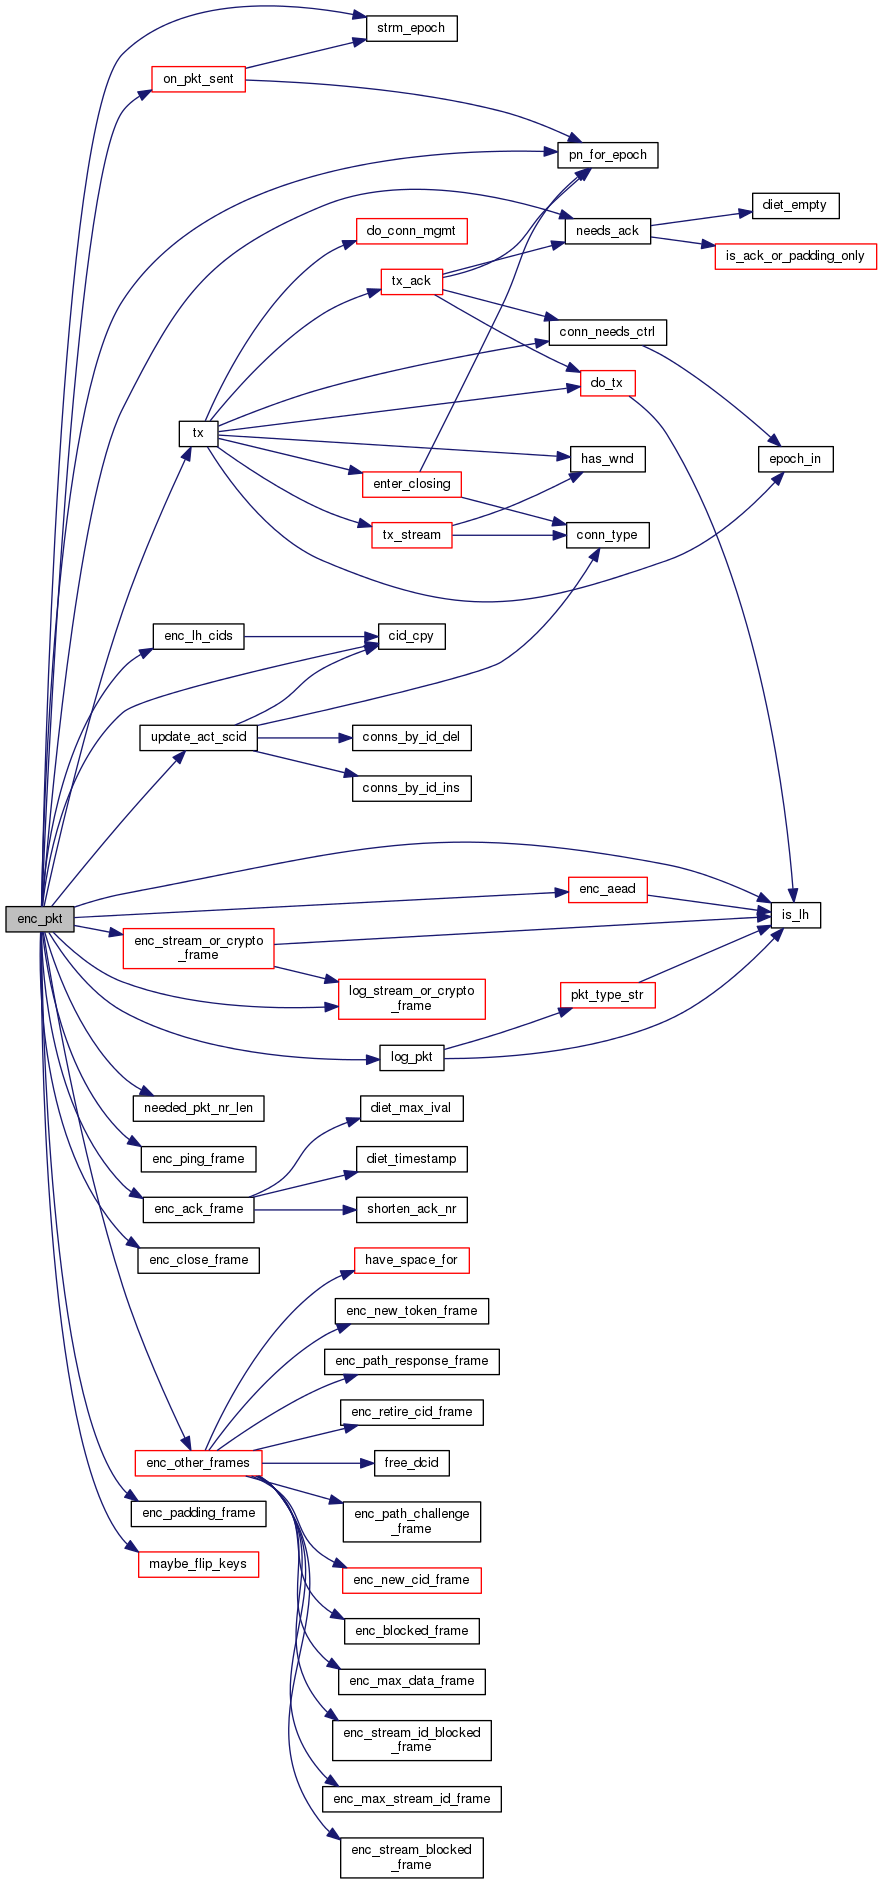 strm_epoch
on_pkt_sent
pn_for_epoch
diet_empty
do_conn_mgmt
needs_ack
is_ack_or_padding_only
tx_ack
conn_needs_ctrl
do_tx
tx
has_wnd
epoch_in
enter_closing
tx_stream
conn_type
enc_lh_cids
cid_cpy
update_act_scid
conns_by_id_del
conns_by_id_ins
enc_aead
enc_pkt
is_lh
enc_stream_or_crypto
_frame
log_stream_or_crypto
_frame
pkt_type_str
log_pkt
needed_pkt_nr_len
diet_max_ival
enc_ping_frame
diet_timestamp
enc_ack_frame
shorten_ack_nr
enc_close_frame
have_space_for
enc_new_token_frame
enc_path_response_frame
enc_retire_cid_frame
enc_other_frames
free_dcid
enc_padding_frame
enc_path_challenge
_frame
maybe_flip_keys
enc_new_cid_frame
enc_blocked_frame
enc_max_data_frame
enc_stream_id_blocked
_frame
enc_max_stream_id_frame
enc_stream_blocked
_frame